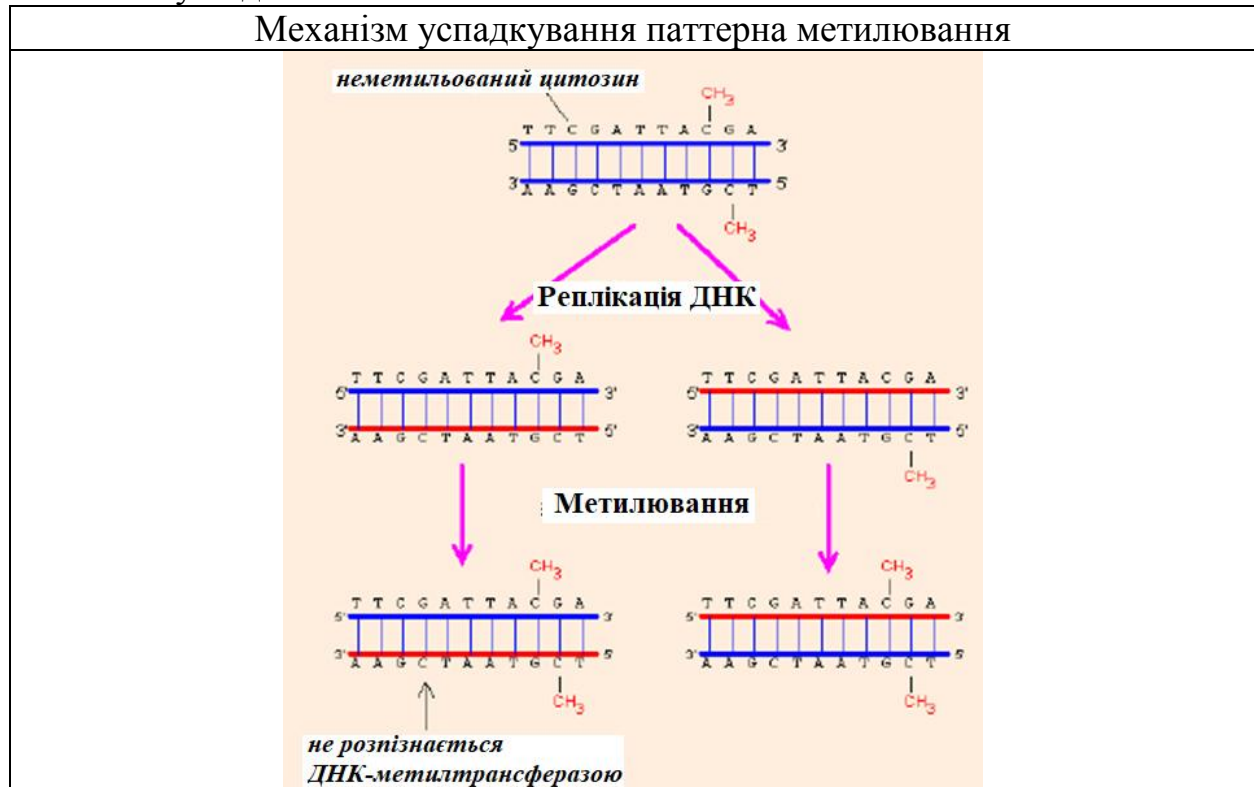 Механізм успадкування паттерна метилювання
неметильований цитозин
CH3
T T C G A T T A C G A
5' 3'
3' 5'
A A G C T A A T G C T
CH3
Реплікація ДНК
CH3
T T C G A T T A C G A T T C G A T T A C G A
5' 3' 5' 3'
3' 5' 3' 5'
A A G C T A A T G C T A A G C T A A T G C T
CH3
Метилювання
CH3 CH3
T T C G A T T A C G A T T C G A T T A C G A
5' 3' 5' 3'
3' 5' 3' 5
A A G C T A A T G C T A A G C T A A T G C T
CH3 CH3
не розпізнається
ДНК-метилтрансферазою